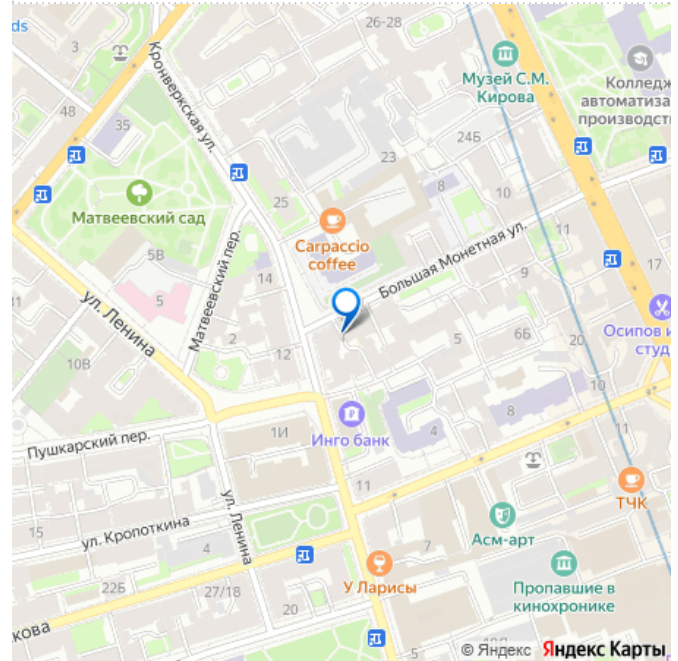 26-28
ds
3
Музей С.М.
Кирова
Колледж
автоматиза
производст
Кронверкская ул.
48
35
24Б
23
8
10
Матвеевский сад
25
Carpaccio
coffee
11
5В
Матвеевский пер.
14
Большая Монетная ул.
17
9
31
5
ул. Ленина
2
12
5
6Б
20
Осипов и
студ
10В
10
Инго банк
8
4
11
Пушкарский пер.
1И
11
ТЧК
15
ул. Кропоткина
ул. Ленина
4
Асм-арт
7
22Б
27/18
20
У Ларисы
Пропавшие в
кинохронике
кова
© Яндекс Яндекс Карты